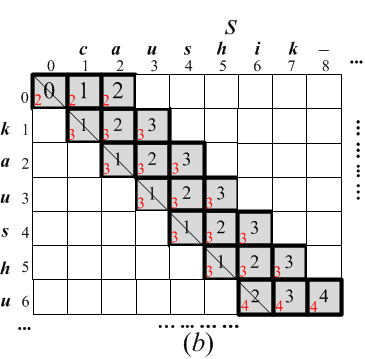 S
c a u s h i k –
0 1 2 3 4 5 6 7 8 ...
0 2 0 2 1 2 2
k 1 3 1 3 2 3 3
a 2 3 1 3 2 3 3
u 3 3 1 3 2 3 3
s 4 3 1 3 2 3 3
h 5 3 1 3 2 3 3
u 6 4 2 4 3 4 4
... ... ... ... ...
(b)